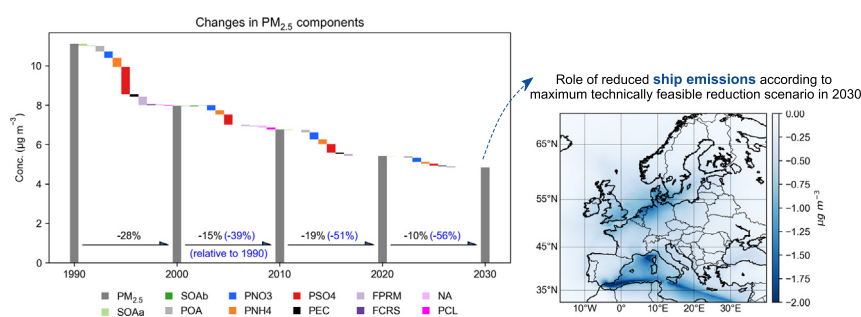 Changes in PM2.5 components
Conc. (μg m−3)
10
8
6
4
2
0
-28%
-15% (-39%)
(relative to 1990)
-19% (-51%)
-10% (-56%)
1990
2000
2010
2020
2030
PM2.5
SOAb
PNO3
PSO4
FPRM
NA
SOAa
POA
PNH4
PEC
FCRS
PCL
Role of reduced ship emissions according to
maximum technically feasible reduction scenario in 2030
65°N
55°N
45°N
35°N
10°W
0°
10°E
20°E
30°E
0.00
−0.25
−0.50
−0.75
−1.00
−1.25
−1.50
−1.75
−2.00
μg m−3